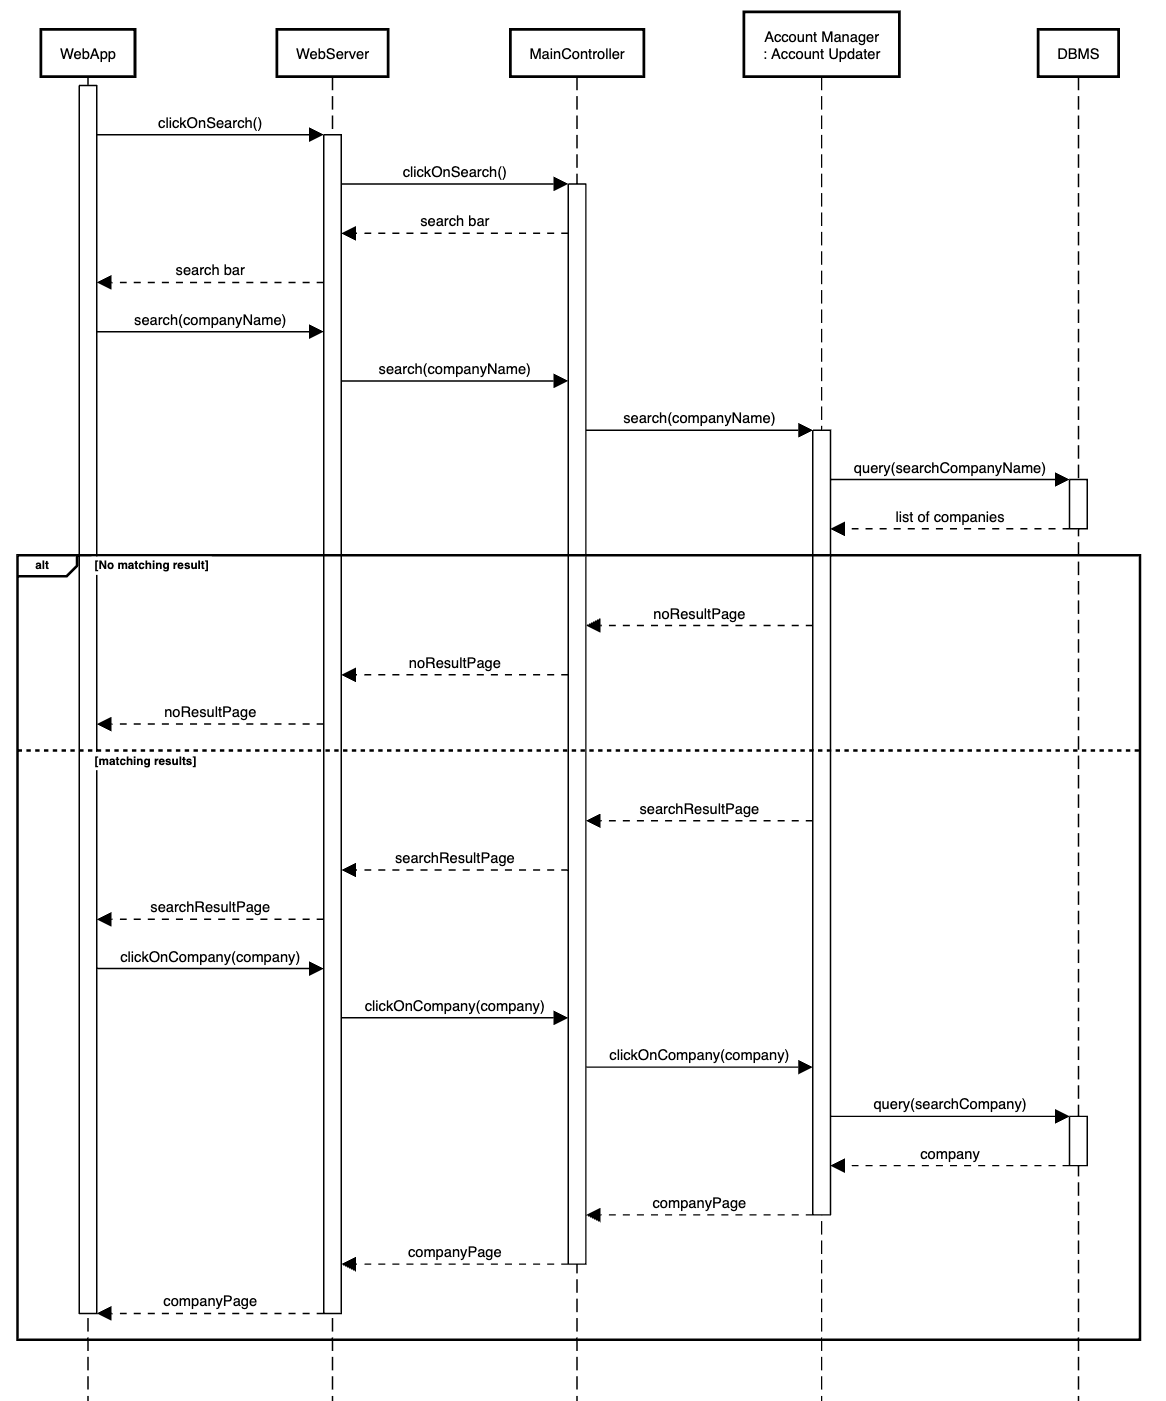 WebApp
WebServer
MainController
Account Manager
: Account Updater
DBMS
clickOnSearch()
clickOnSearch()
search bar
search bar
search(companyName)
search(companyName)
search(companyName)
query(searchCompanyName)
list of companies
alt
[No matching result]
noResultPage
noResultPage
noResultPage
[matching results]
searchResultPage
searchResultPage
searchResultPage
clickOnCompany(company)
clickOnCompany(company)
clickOnCompany(company)
query(searchCompany)
company
companyPage
companyPage
companyPage